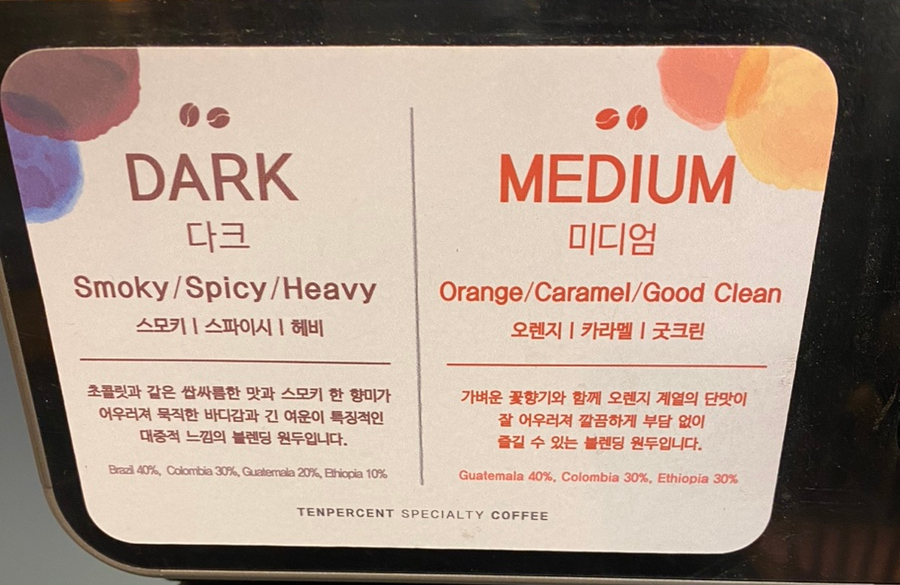 DARK
다크
Smoky/Spicy/Heavy
스모키 | 스파이시 | 헤비
초콜릿과 같은 쌉싸름한 맛과 스모키 한 향미가
어우러져 묵직한 바디감과 긴 여운이 특징적인
대중적 느낌의 블렌딩 원두입니다.
Brazil 40%, Colombia 30%, Guatemala 20%, Ethiopia 10%
MEDIUM
미디엄
Orange/Caramel/Good Clean
오렌지 | 카라멜 | 굿크린
가벼운 꽃향기와 함께 오렌지 계열의 단맛이
잘 어우러져 깔끔하게 부담 없이
즐길 수 있는 블렌딩 원두입니다.
Guatemala 40%, Colombia 30%, Ethiopia 30%
TENPERCENT SPECIALTY COFFEE